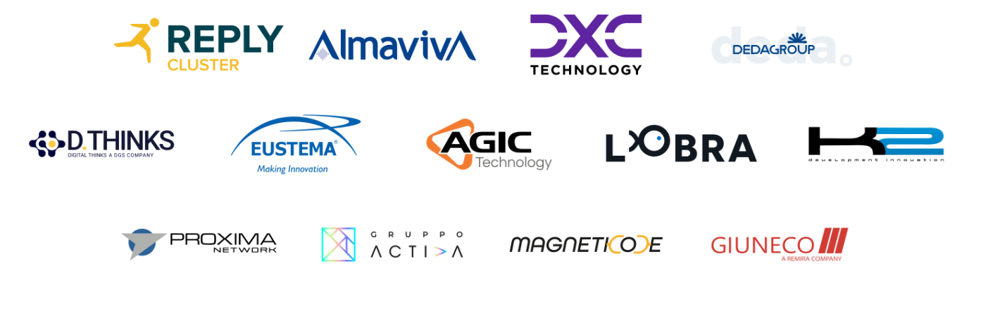 REPLY
CLUSTER
AlmavivA
DXC
TECHNOLOGY
deda.
DEDAGROUP
D.THINKS
DIGITAL THINKS A DGS COMPANY
EUSTEMA®
Making Innovation
AGIC
Technology
LOBRA
K2
development innovation
PROXIMA
NETWORK
GRUPPO
ACTIVA
MAGNETICODE
GIUNECO
A REMIRA COMPANY